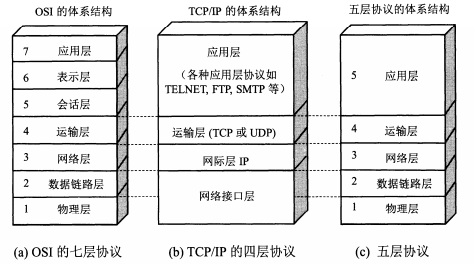 OSI 的体系结构
7 应用层
6 表示层
5 会话层
4 运输层
3 网络层
2 数据链路层
1 物理层
(a) OSI 的七层协议
TCP/IP 的体系结构
应用层
(各种应用层协议如
TELNET, FTP, SMTP 等)
运输层 (TCP 或 UDP)
网际层 IP
网络接口层
(b) TCP/IP 的四层协议
五层协议的体系结构
5 应用层
4 运输层
3 网络层
2 数据链路层
1 物理层
(c) 五层协议